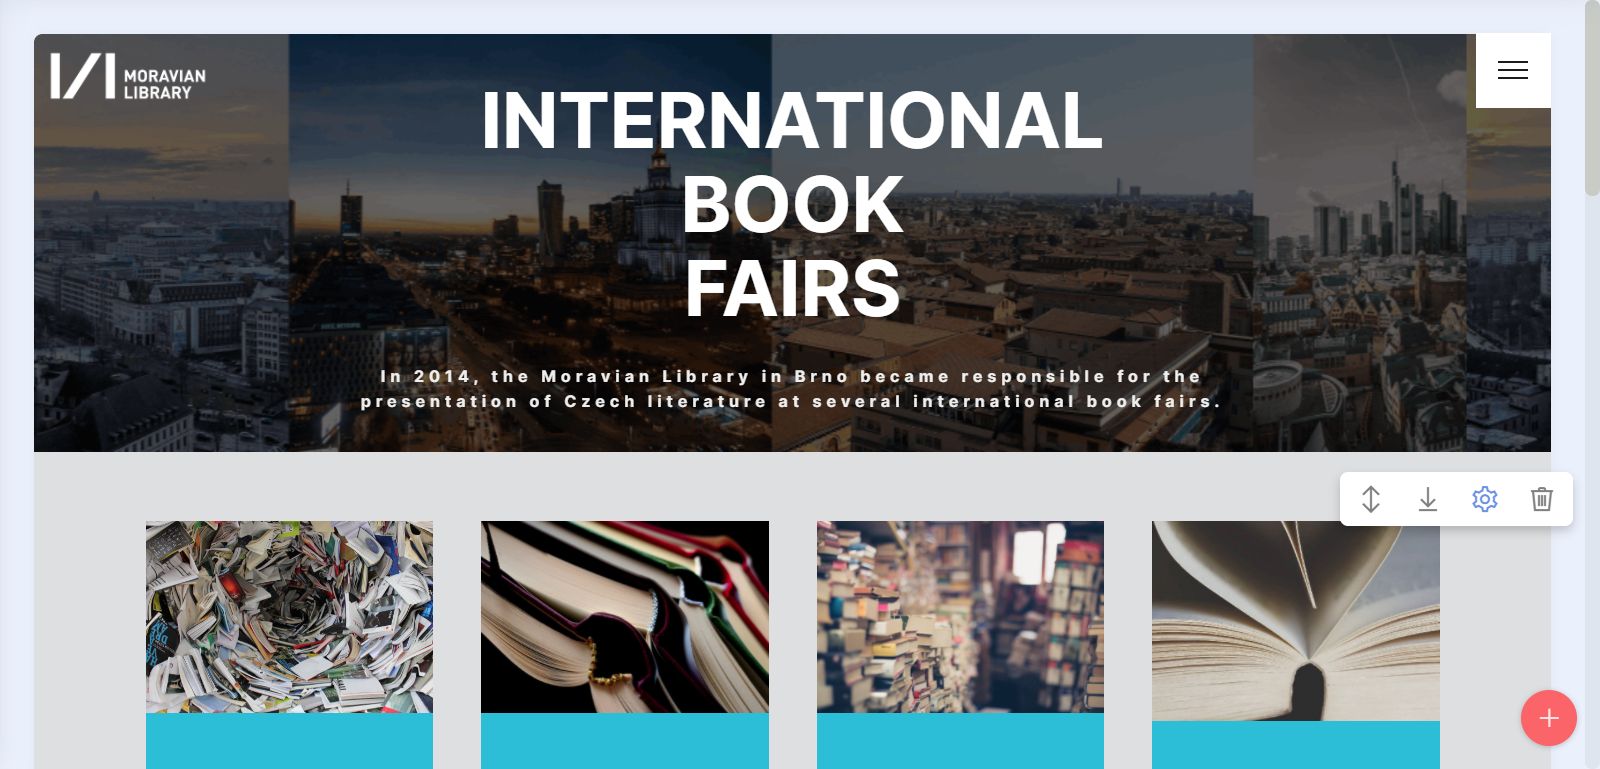 MORAVIAN
LIBRARY
INTERNATIONAL
BOOK
FAIRS
In 2014, the Moravian Library in Brno became responsible for the
presentation of Czech literature at several international book fairs.